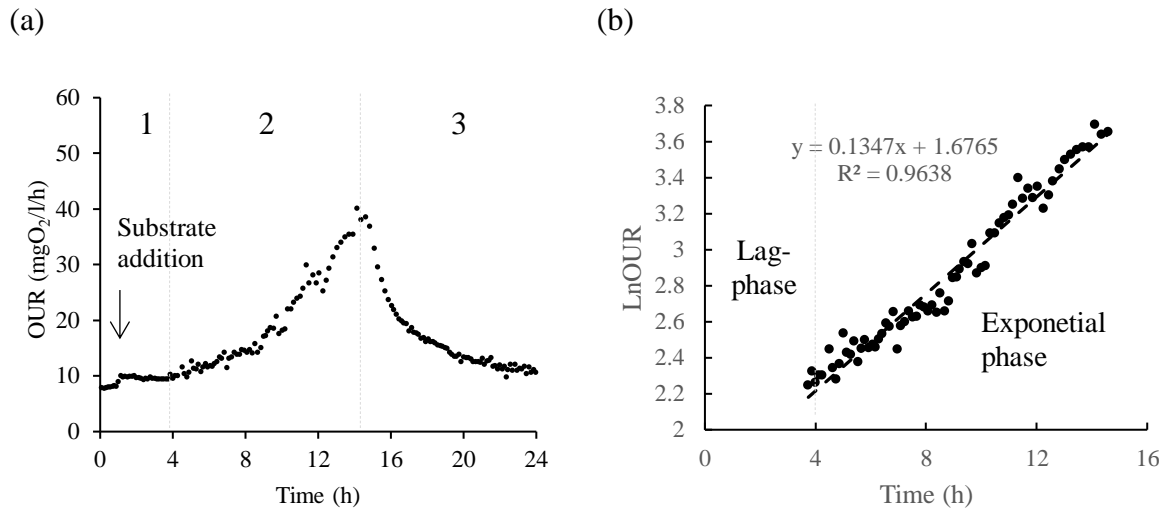 (a)
(b)
60
50
40
30
20
10
0
OUR (mgO₂/l/h)
1
2
3
Substrate
addition
0 4 8 12 16 20 24
Time (h)
3.8
3.6
3.4
3.2
3
2.8
2.6
2.4
2.2
2
LnOUR
y = 0.1347x + 1.6765
R² = 0.9638
Lag-
phase
Exponetial
phase
0 4 8 12 16
Time (h)